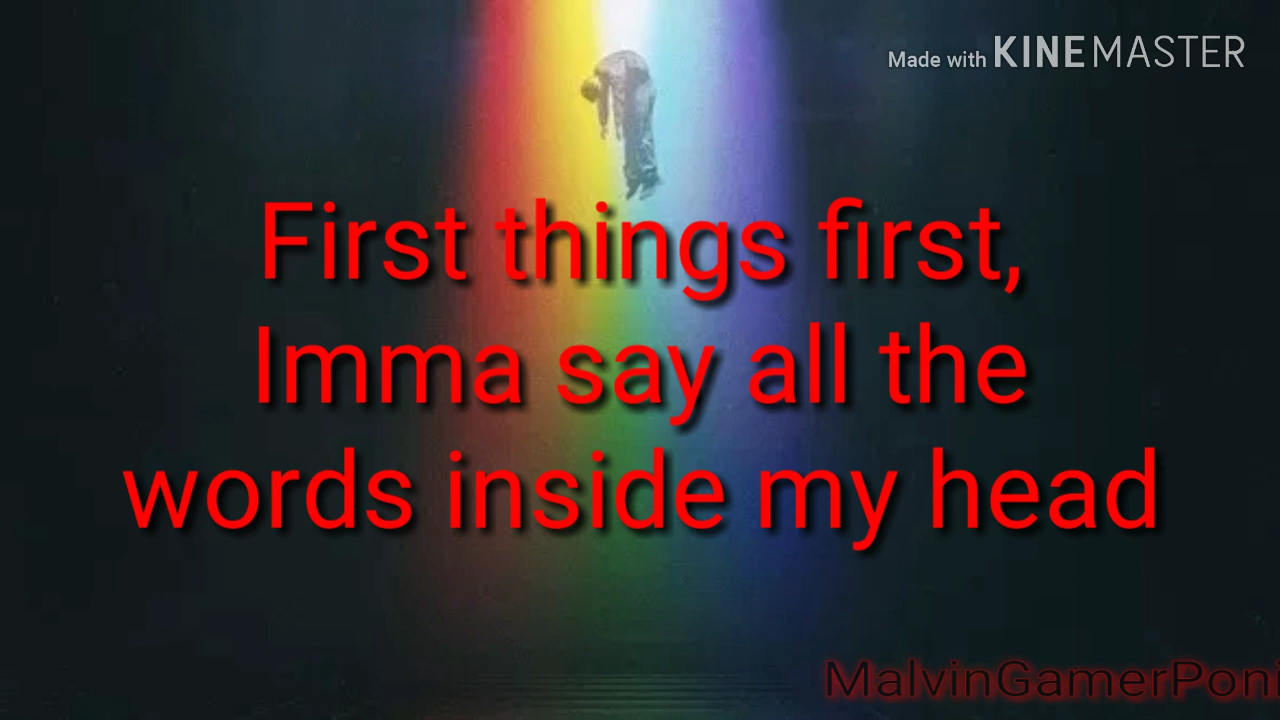 Made with KINEMASTER
First things first,
Imma say all the
words inside my head
MalvinGamerPoni